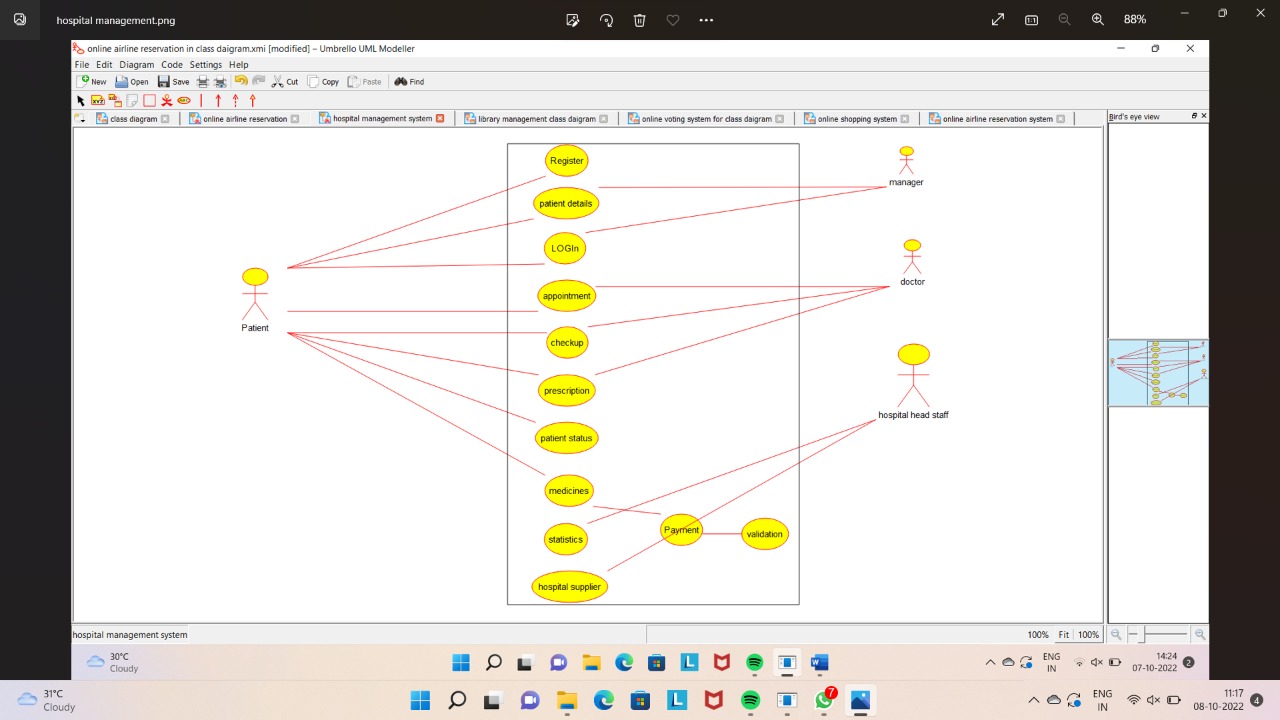 hospital management.png
88%
online airline reservation in class daigram.xmi [modified] – Umbrello UML Modeller
File Edit Diagram Code Settings Help
New Open Save Cut Copy Paste Find
class diagram
online airline reservation
hospital management system
library management class daigram
online voting system for class daigram
online shopping system
online airline reservation system
Bird's eye view
Register
manager
patient details
LOGIn
doctor
appointment
Patient
checkup
prescription
hospital head staff
patient status
medicines
Payment
validation
statistics
hospital supplier
hospital management system
100% Fit 100%
30°C
Cloudy
ENG
IN
14:24
07-10-2022
2
31°C
Cloudy
7
ENG
IN
11:17
08-10-2022
4